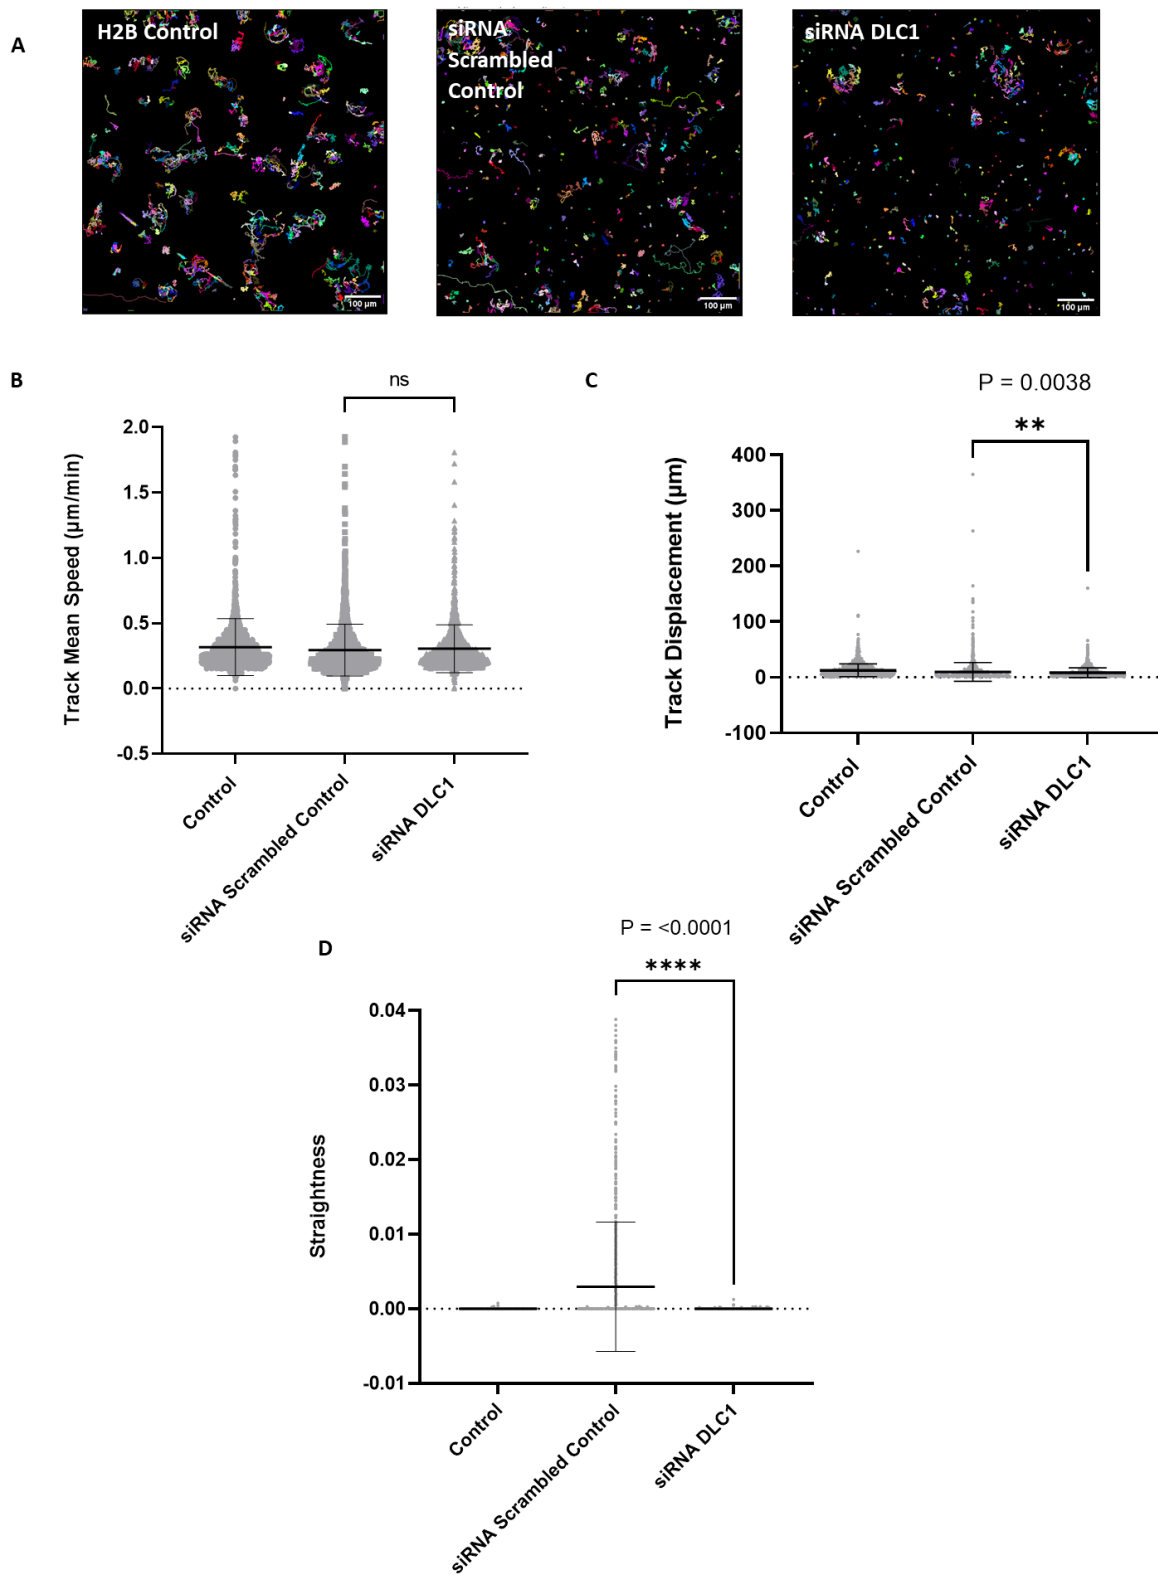 A
H2B Control
siRNA
Scrambled
Control
siRNA DLC1
100 µm
100 µm
100 µm
B
ns
Track Mean Speed (µm/min)
2.0
1.5
1.0
0.5
0.0
-0.5
Control
siRNA Scrambled Control
siRNA DLC1
C
P = 0.0038
**
Track Displacement (µm)
400
300
200
100
0
-100
Control
siRNA Scrambled Control
siRNA DLC1
D
P = <0.0001
****
Straightness
0.04
0.03
0.02
0.01
0.00
-0.01
Control
siRNA Scrambled Control
siRNA DLC1